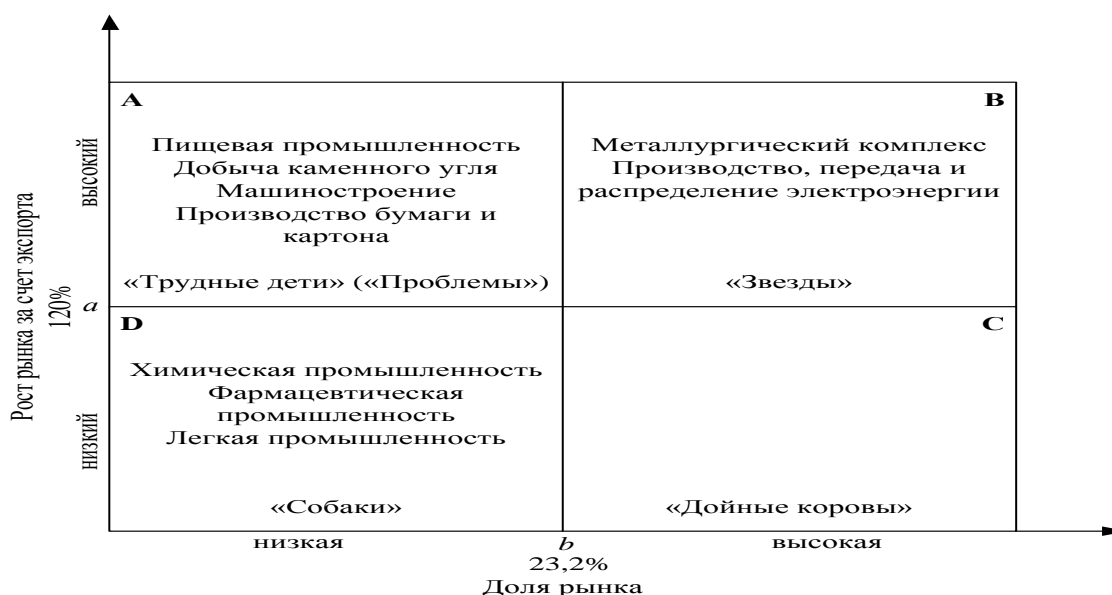 A
Пищевая промышленность
Добыча каменного угля
Машиностроение
Производство бумаги и
картона
«Трудные дети» («Проблемы»)
B
Металлургический комплекс
Производство, передача и
распределение электроэнергии
«Звезды»
Рост рынка за счет экспорта
120%
высокий
a
низкий
D
Химическая промышленность
Фармацевтическая
промышленность
Легкая промышленность
«Собаки»
C
«Дойные коровы»
низкая
b
высокая
23,2%
Доля рынка